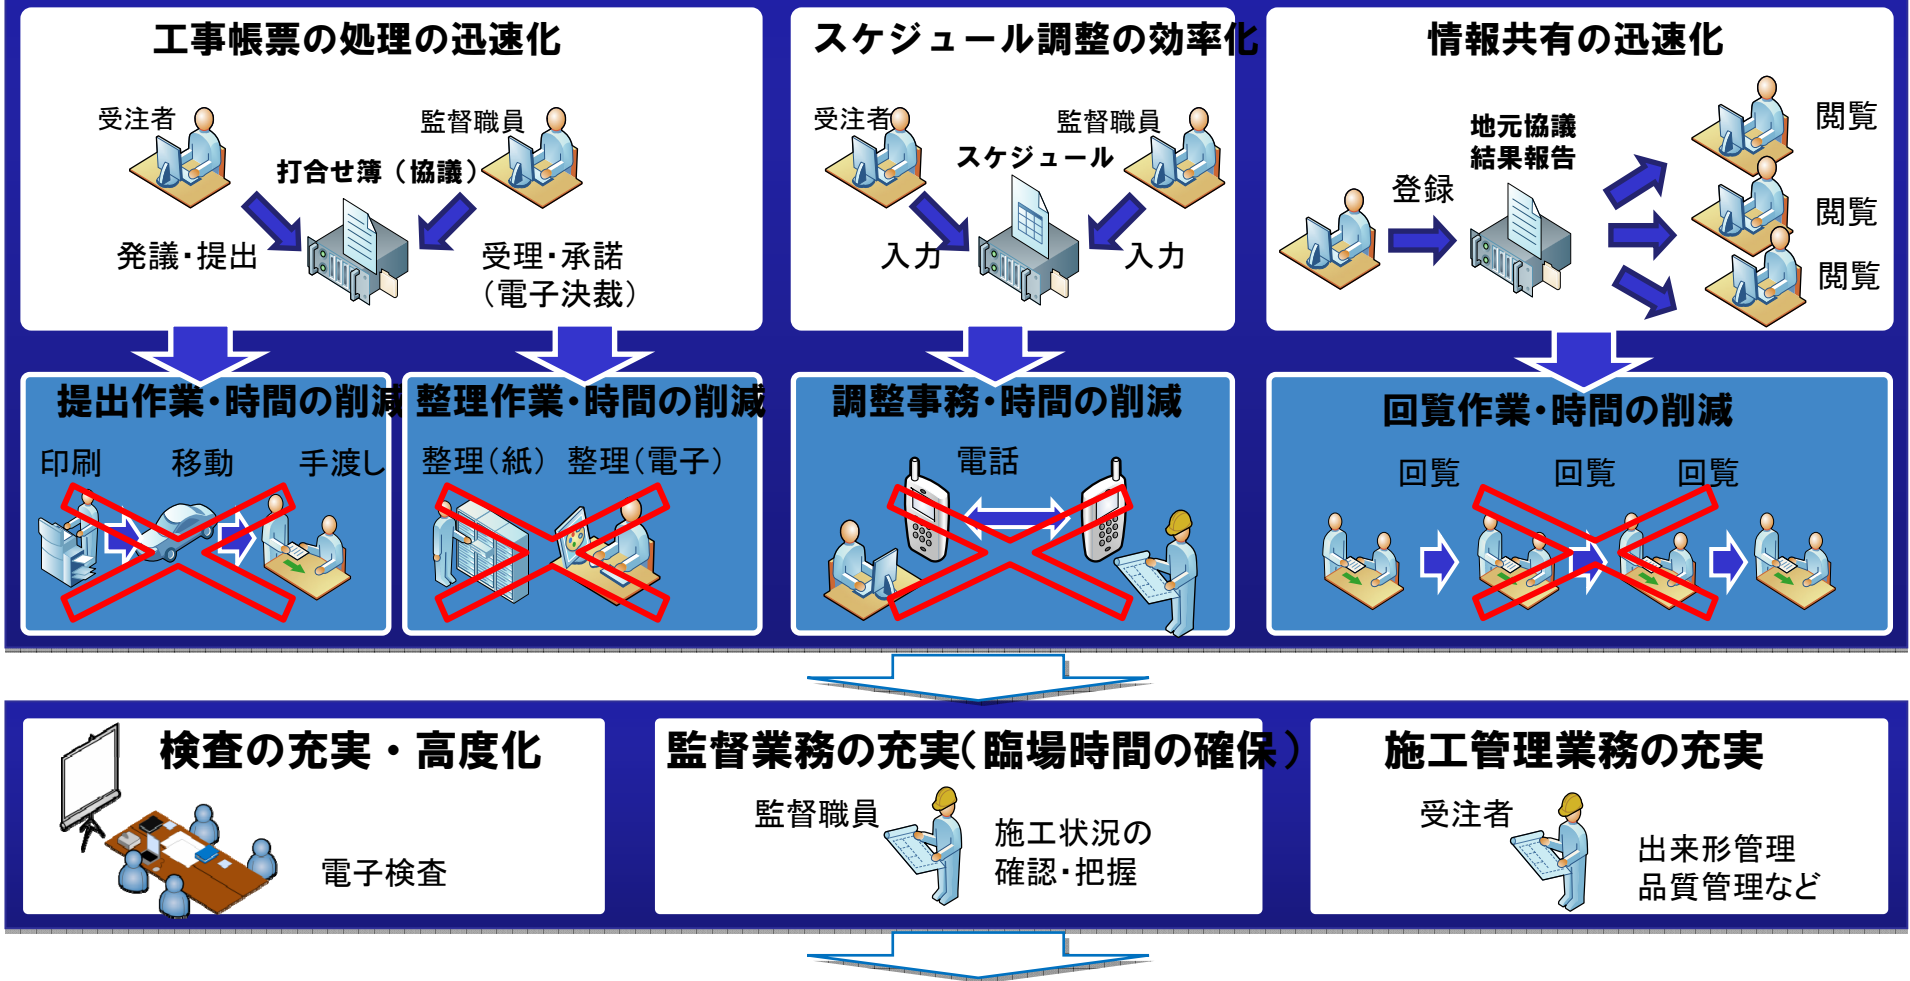 工事帳票の処理の迅速化
受注者
監督職員
打合せ簿（協議）
発議・提出
受理・承諾
（電子決裁）
スケジュール調整の効率化
受注者
監督職員
スケジュール
入力
入力
情報共有の迅速化
地元協議
結果報告
登録
閲覧
閲覧
閲覧
提出作業・時間の削減
印刷
移動
手渡し
整理作業・時間の削減
整理（紙）
整理（電子）
調整事務・時間の削減
電話
回覧作業・時間の削減
回覧
回覧
回覧
検査の充実・高度化
電子検査
監督業務の充実（臨場時間の確保）
監督職員
施工状況の
確認・把握
施工管理業務の充実
受注者
出来形管理
品質管理など